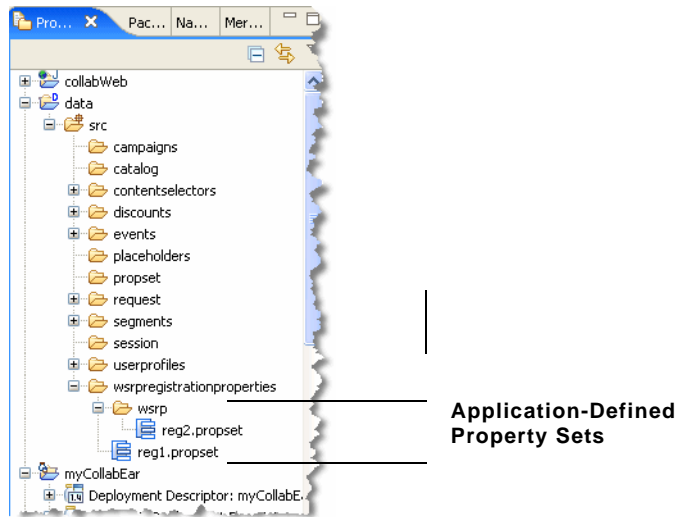 Pro...
Pac...
Na...
Mer...
collabWeb
data
src
campaigns
catalog
contentselectors
discounts
events
placeholders
propset
request
segments
session
userprofiles
wsrpregistrationproperties
wsrp
reg2.propset
reg1.propset
myCollabEar
Deployment Descriptor: myCollabE
Application-Defined
Property Sets